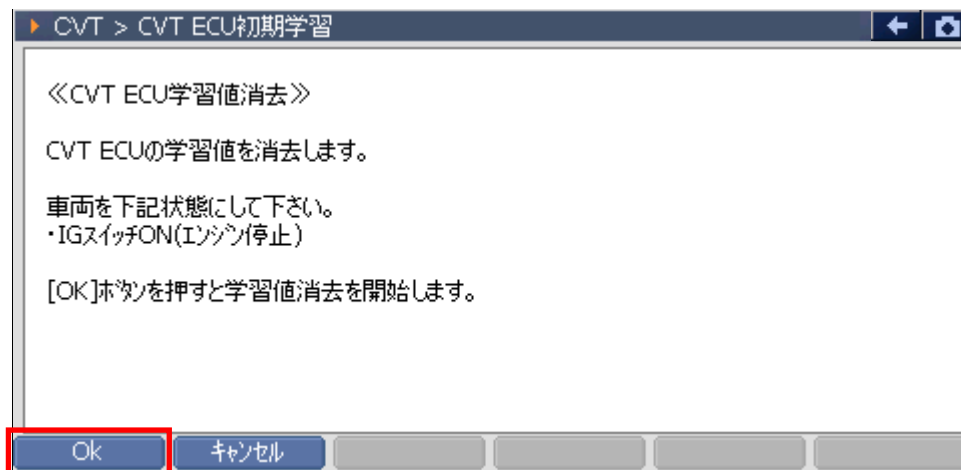 CVT > CVT ECU初期学習
≪CVT ECU学習値消去≫
CVT ECUの学習値を消去します。
車両を下記状態にして下さい。
・IGｽｲｯﾁON(ｴﾝｼﾞﾝ停止)
[OK]ﾎﾞﾀﾝを押すと学習値消去を開始します。
Ok
ｷｬﾝｾﾙ